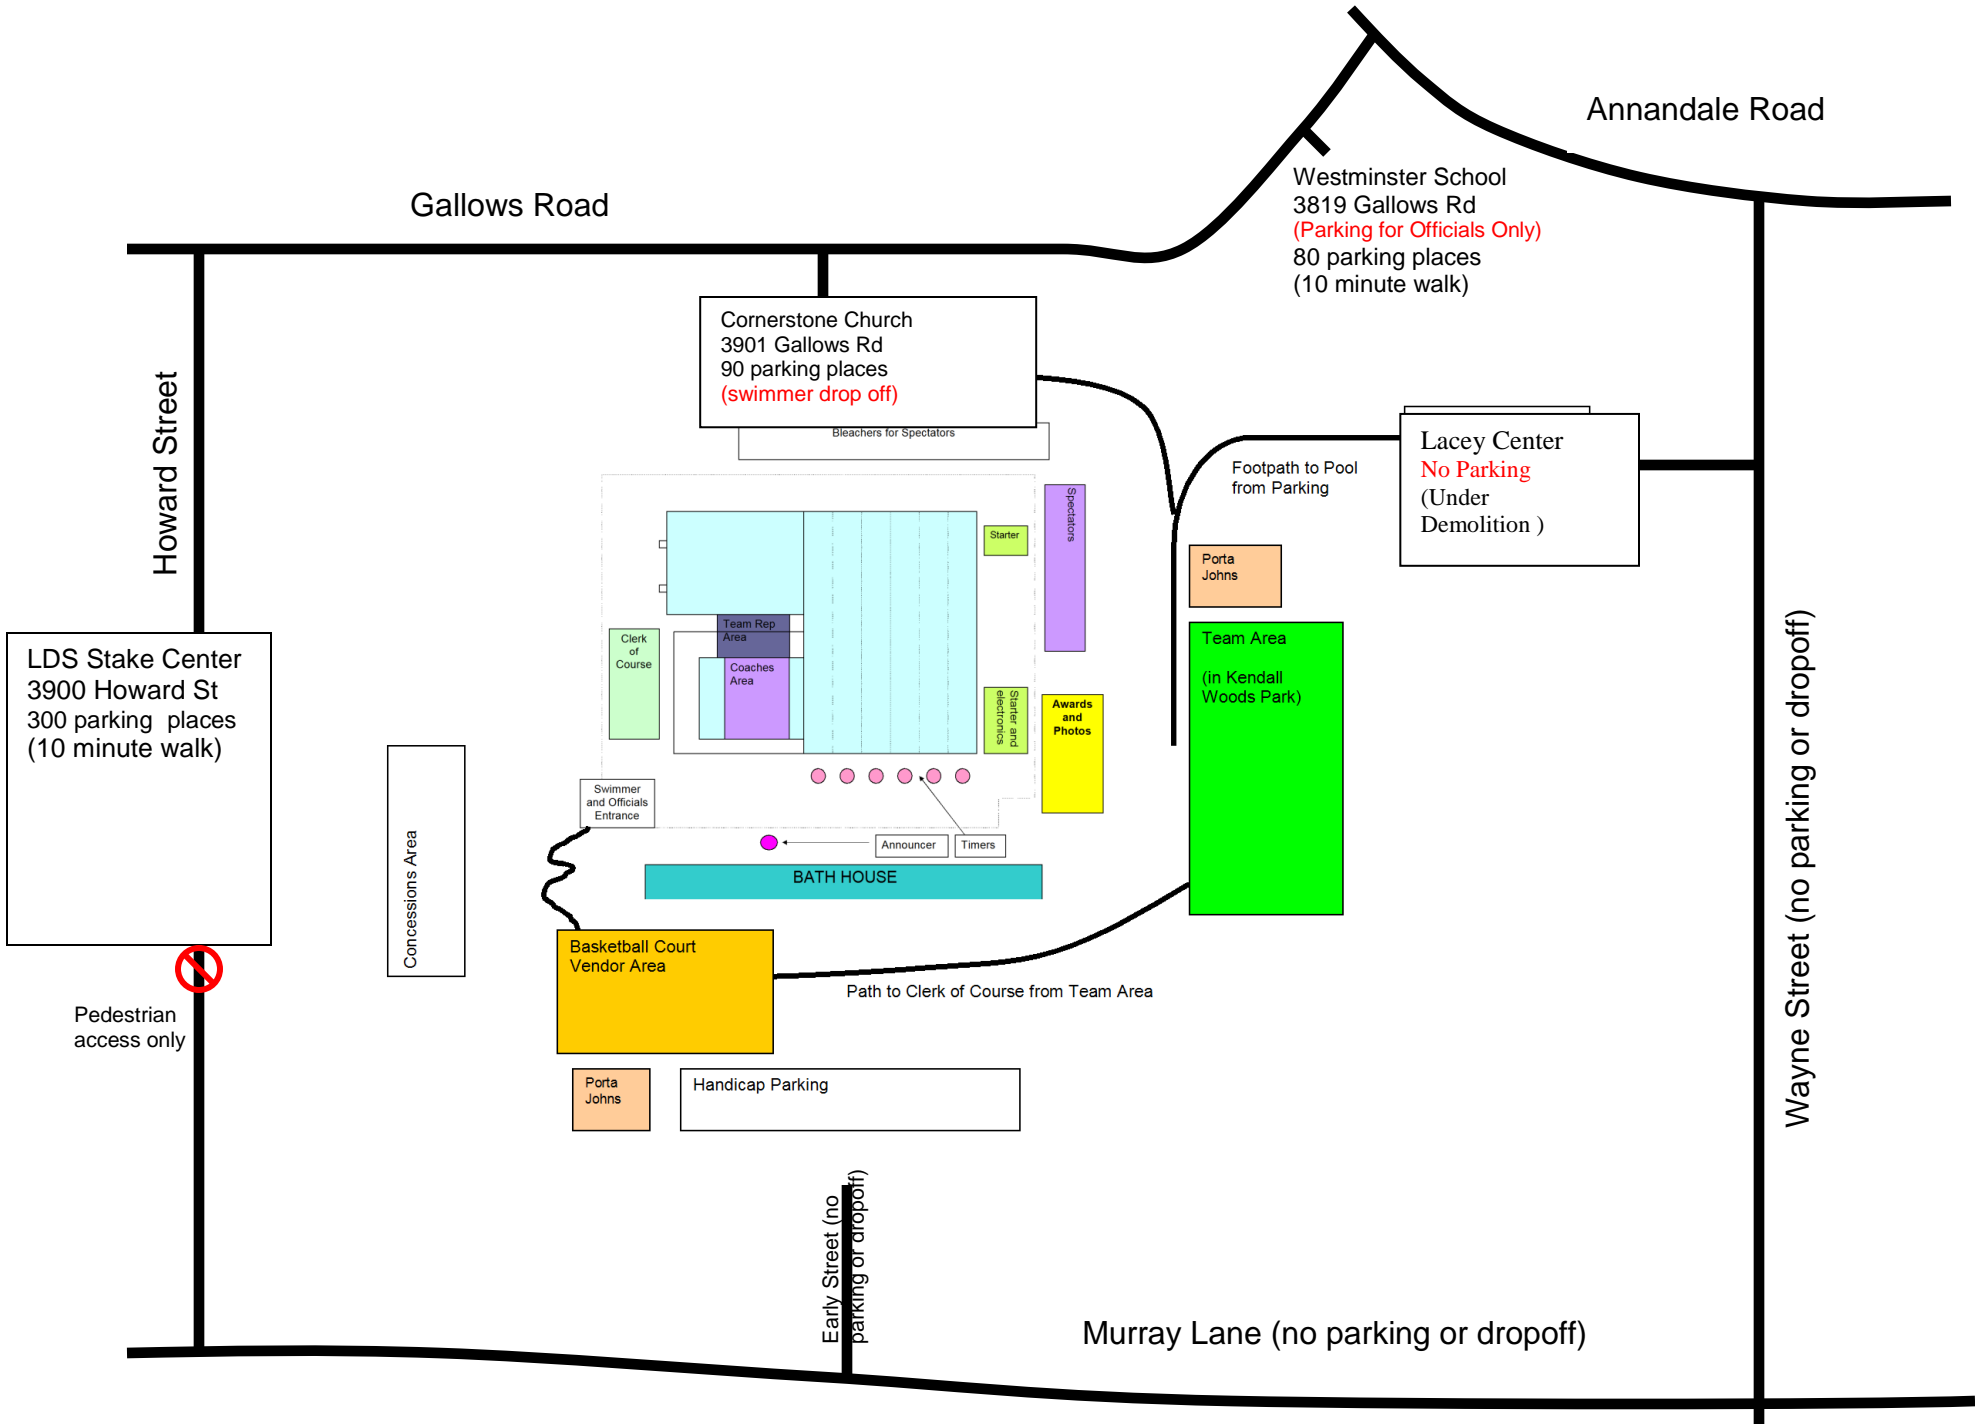 Annandale Road
Gallows Road
Westminster School
3819 Gallows Rd
(Parking for Officials Only)
80 parking places
(10 minute walk)
Cornerstone Church
3901 Gallows Rd
90 parking places
(swimmer drop off)
Bleachers for Spectators
Howard Street
Lacey Center
No Parking
(Under
Demolition )
Footpath to Pool
from Parking
Spectators
Starter
Porta
Johns
Team Rep
Area
Clerk
of
Course
Coaches
Area
Team Area
(in Kendall
Woods Park)
Wayne Street (no parking or dropoff)
LDS Stake Center
3900 Howard St
300 parking  places
(10 minute walk)
Starter and
electronics
Awards
and
Photos
Swimmer
and Officials
Entrance
Concessions Area
Announcer
Timers
BATH HOUSE
Basketball Court
Vendor Area
Path to Clerk of Course from Team Area
Pedestrian
access only
Porta
Johns
Handicap Parking
Early Street (no
parking or dropoff)
Murray Lane (no parking or dropoff)